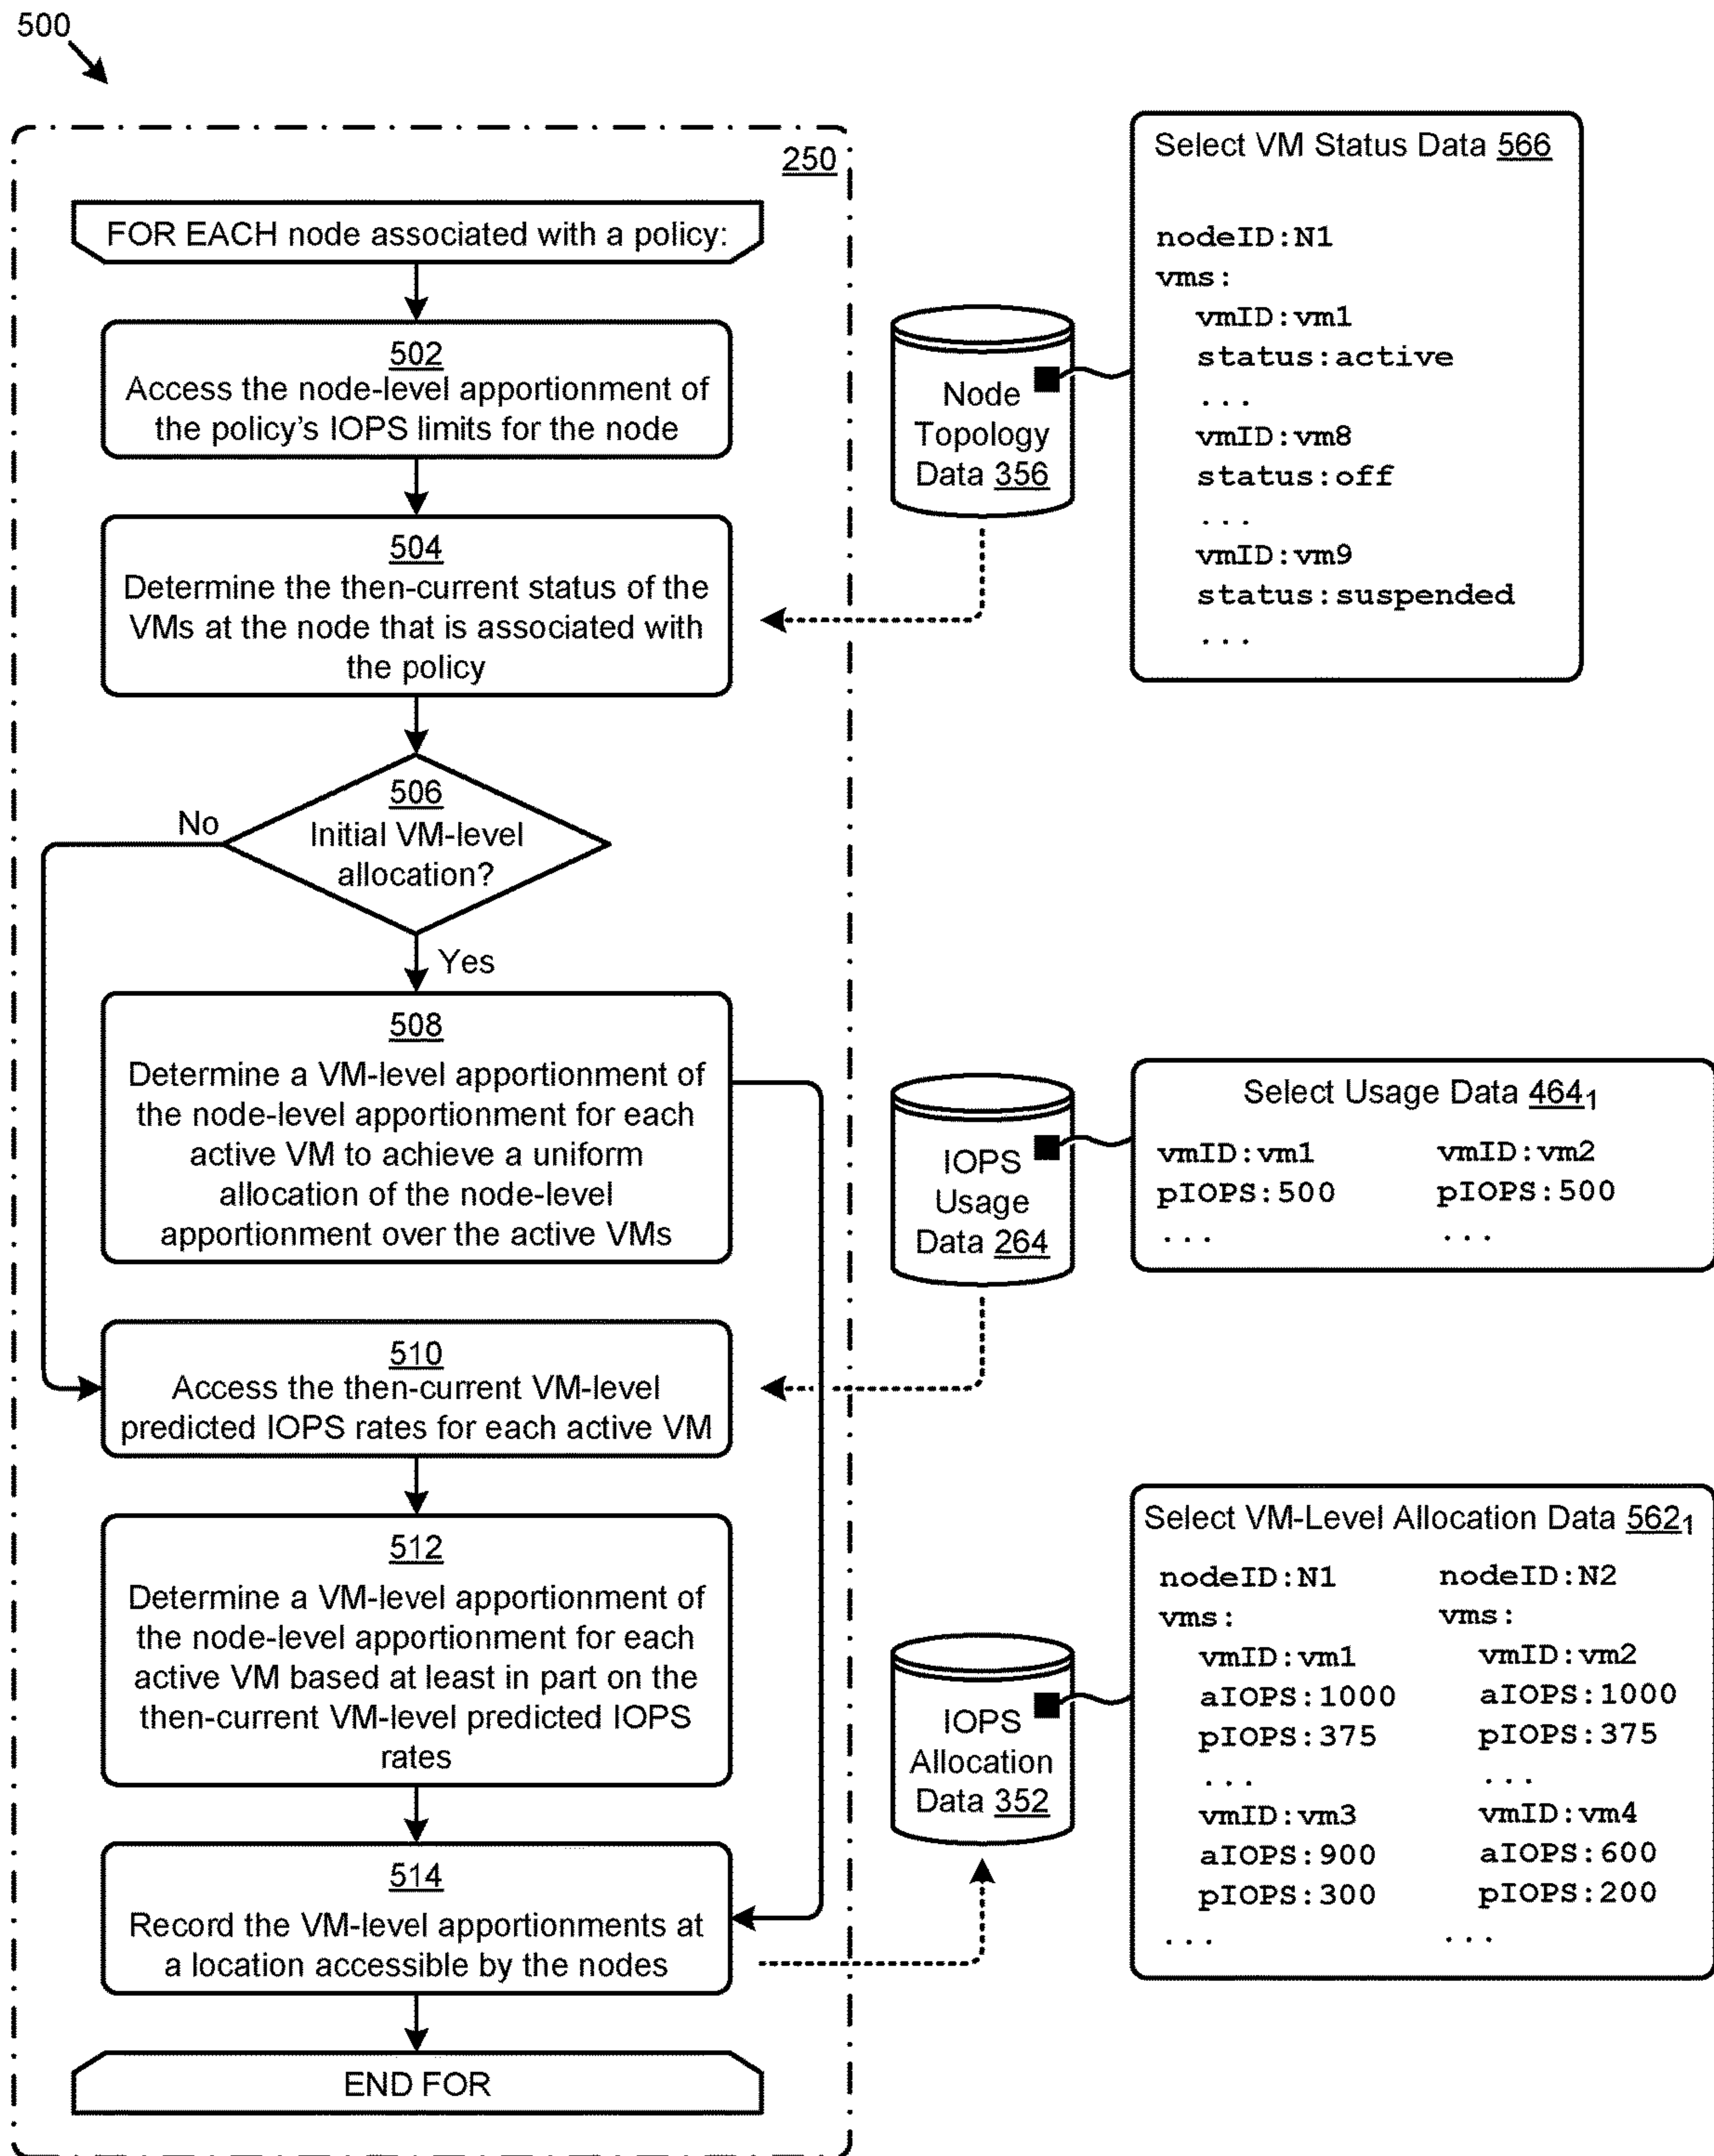 500
250
FOR EACH node associated with a policy:
502
Access the node-level apportionment of
the policy's IOPS limits for the node
504
Determine the then-current status of the
VMs at the node that is associated with
the policy
506
Initial VM-level
allocation?
No
Yes
508
Determine a VM-level apportionment of
the node-level apportionment for each
active VM to achieve a uniform
allocation of the node-level
apportionment over the active VMs
510
Access the then-current VM-level
predicted IOPS rates for each active VM
512
Determine a VM-level apportionment of
the node-level apportionment for each
active VM based at least in part on the
then-current VM-level predicted IOPS
rates
514
Record the VM-level apportionments at
a location accessible by the nodes
END FOR
Node
Topology
Data 356
Select VM Status Data 566
nodeID:N1
vms:
vmID:vm1
status:active
...
vmID:vm8
status:off
...
vmID:vm9
status:suspended
...
IOPS
Usage
Data 264
Select Usage Data 464₁
vmID:vm1 vmID:vm2
pIOPS:500 pIOPS:500
... ...
IOPS
Allocation
Data 352
Select VM-Level Allocation Data 562₁
nodeID:N1 nodeID:N2
vms: vms:
vmID:vm1 vmID:vm2
aIOPS:1000 aIOPS:1000
pIOPS:375 pIOPS:375
... ...
vmID:vm3 vmID:vm4
aIOPS:900 aIOPS:600
pIOPS:300 pIOPS:200
... ...